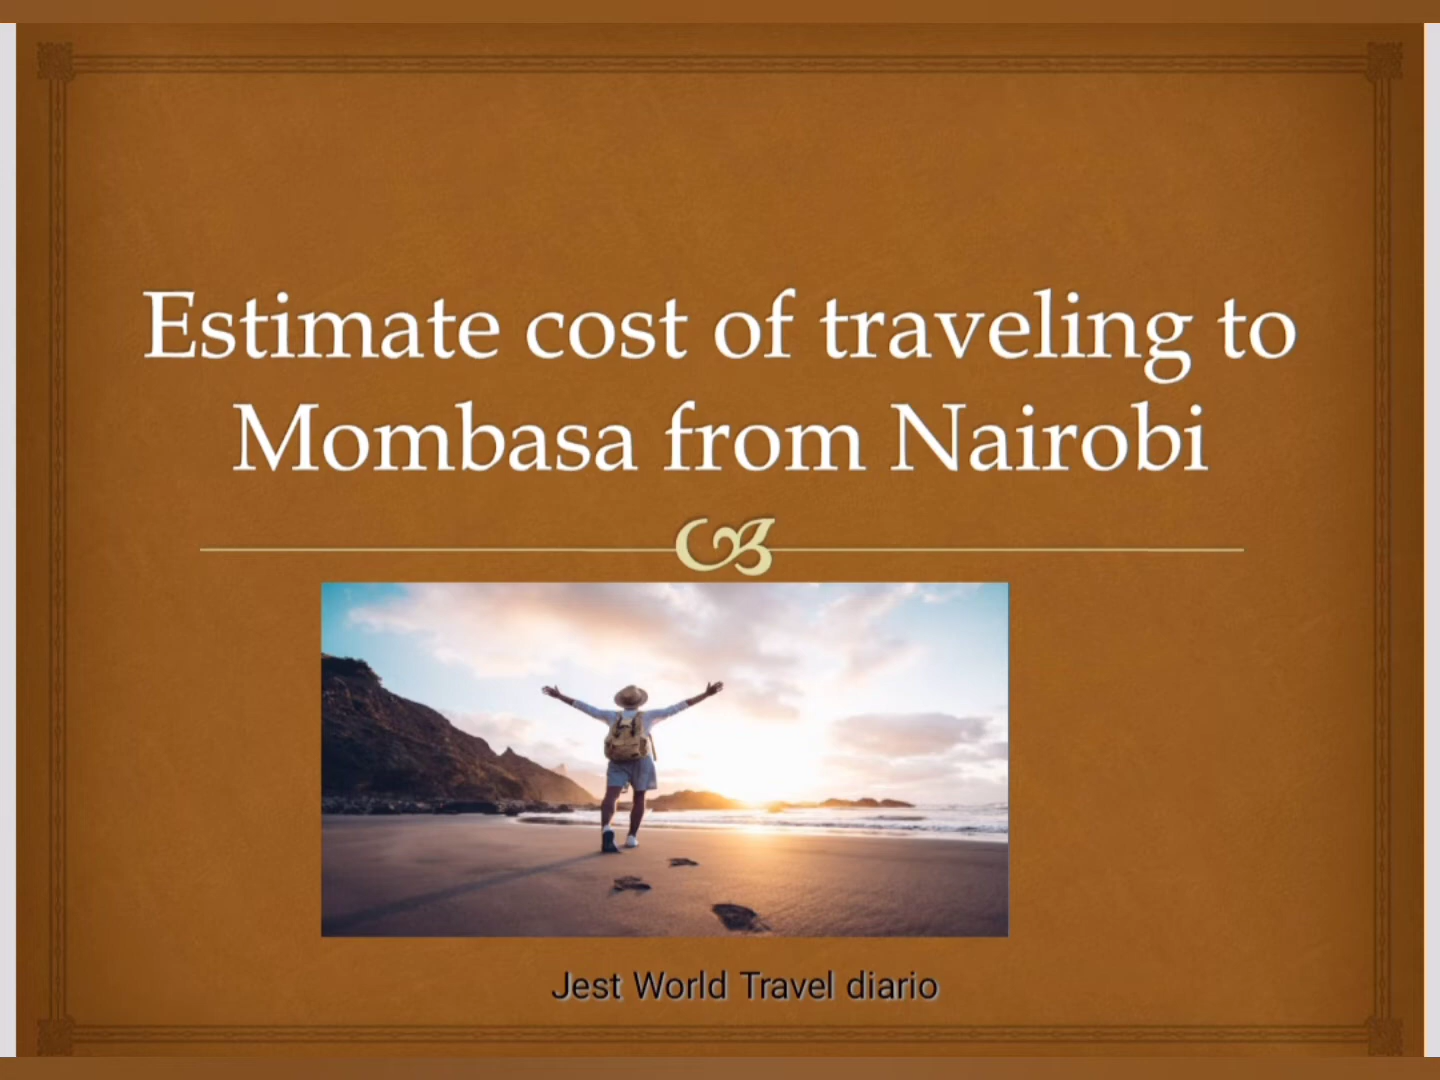 Estimate cost of traveling to
Mombasa from Nairobi
Jest World Travel diario